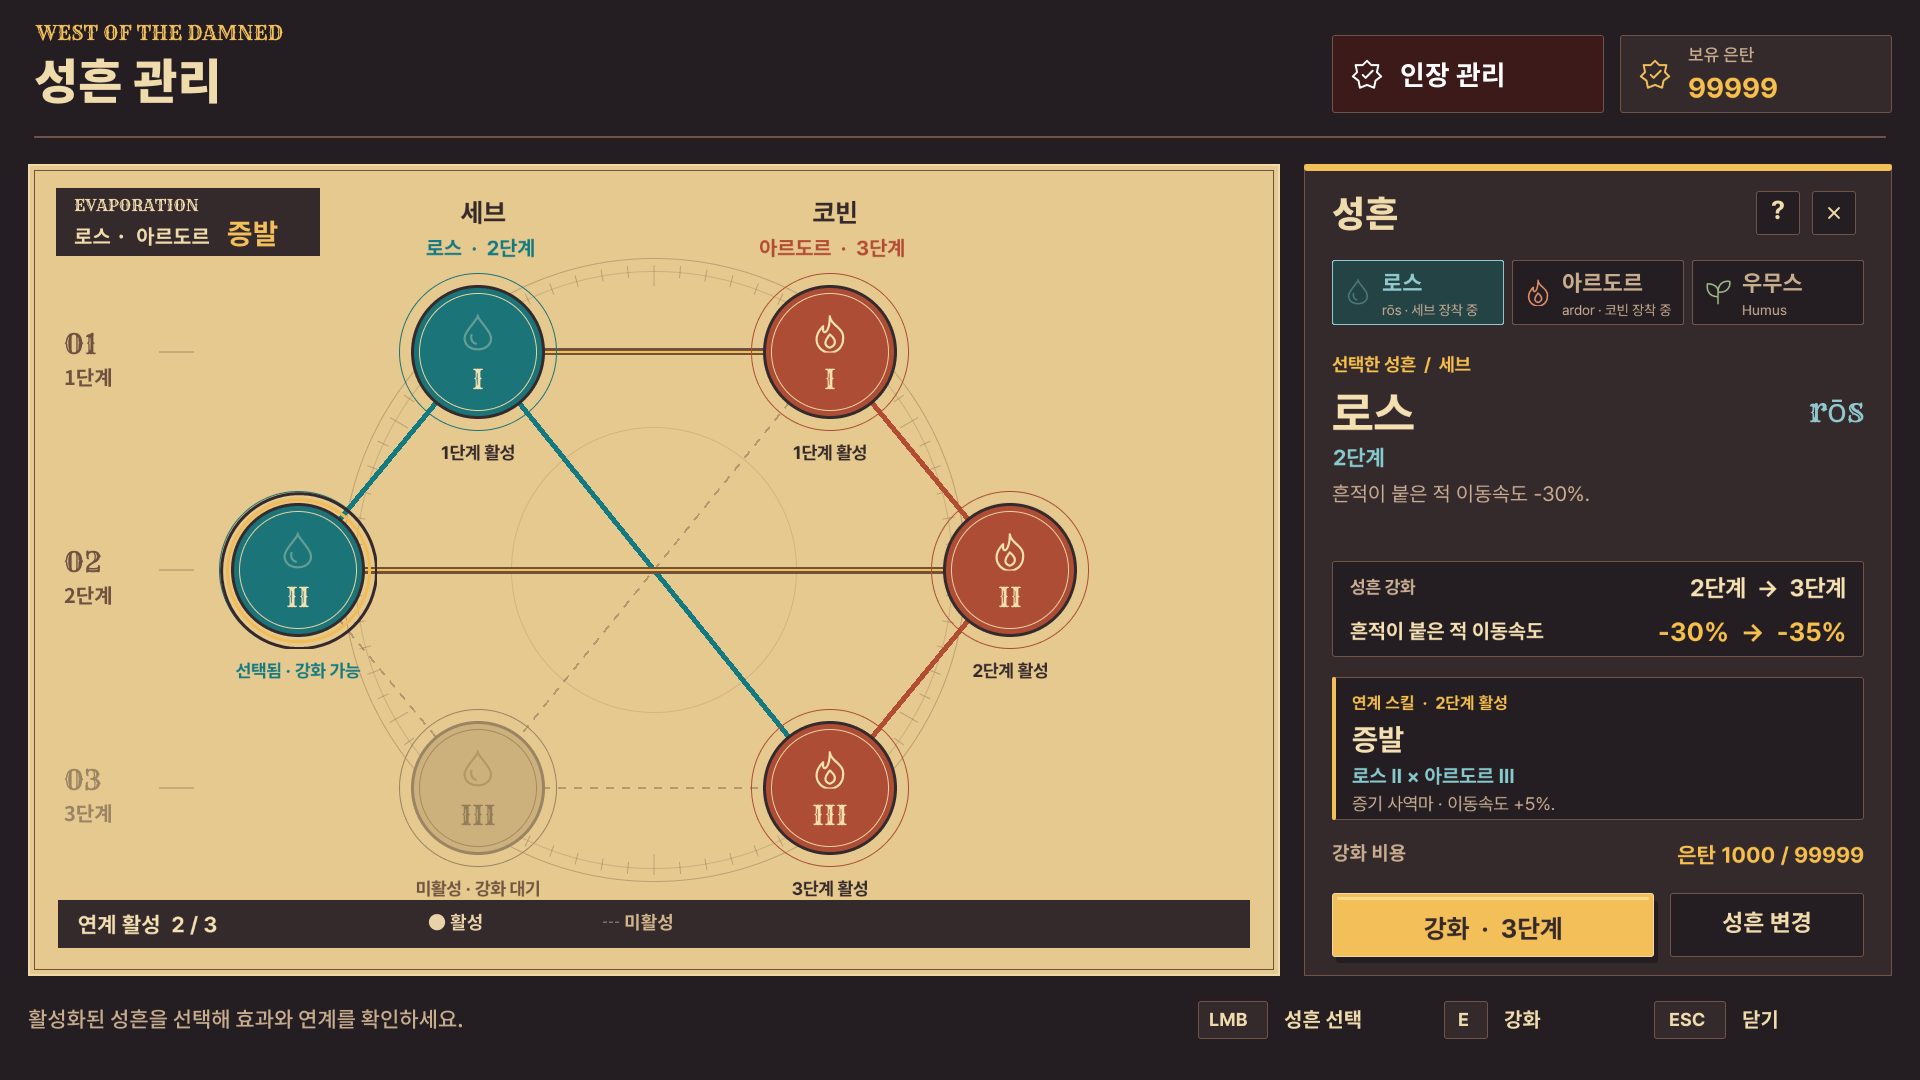 WEST OF THE DAMNED
성흔 관리
인장 관리
보유 은탄
99999
EVAPORATION
로스 · 아르도르 증발
세브
로스 · 2단계
코빈
아르도르 · 3단계
01
1단계
I
1단계 활성
I
1단계 활성
02
2단계
II
선택됨 · 강화 가능
II
2단계 활성
03
3단계
III
미활성 · 강화 대기
III
3단계 활성
연계 활성 2 / 3
활성
--- 미활성
성흔
?
×
로스
rōs · 세브 장착 중
아르도르
ardor · 코빈 장착 중
우무스
Humus
선택한 성흔 / 세브
로스
rōs
2단계
흔적이 붙은 적 이동속도 -30%.
성흔 강화 2단계 → 3단계
흔적이 붙은 적 이동속도 -30% → -35%
연계 스킬 · 2단계 활성
증발
로스 II × 아르도르 III
증기 사역마 · 이동속도 +5%.
강화 비용 은탄 1000 / 99999
강화 · 3단계
성흔 변경
활성화된 성흔을 선택해 효과와 연계를 확인하세요.
LMB 성흔 선택
E 강화
ESC 닫기